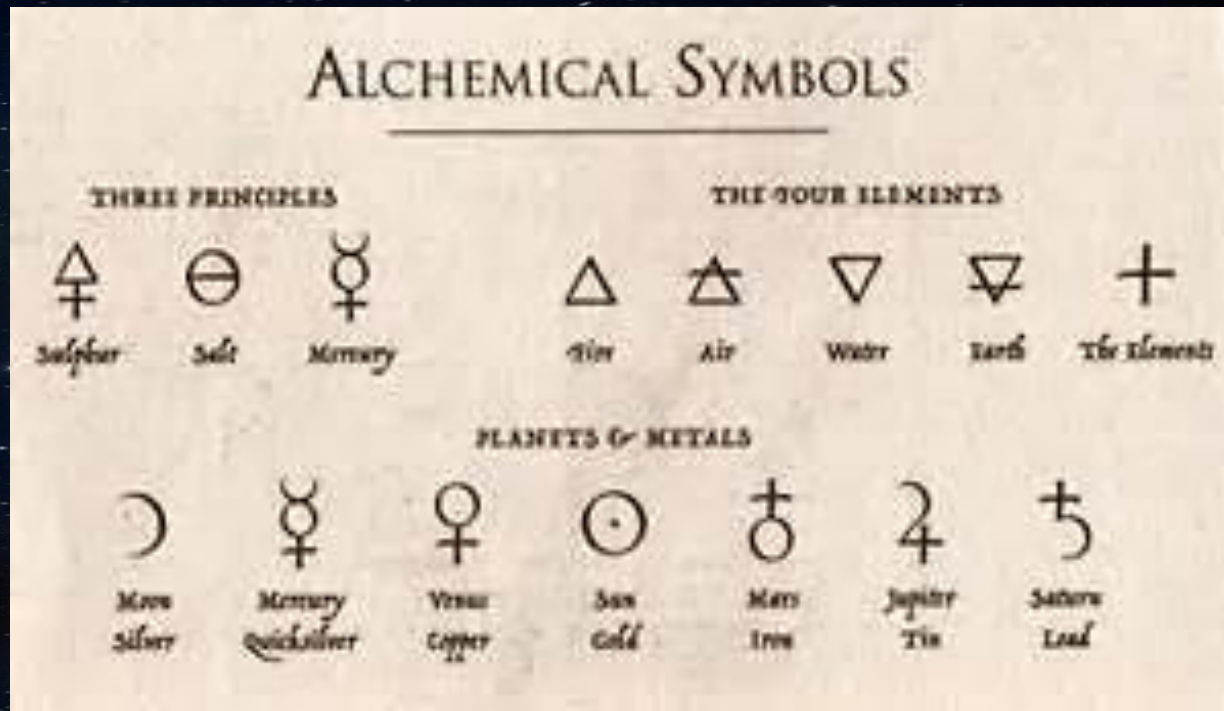 ALCHEMICAL SYMBOLS
THREE PRINCIPLES
Sulphur Salt Mercury
THE FOUR ELEMENTS
Fire Air Water Earth The Elements
PLANETS & METALS
Moon Mercury Venus Sun Mars Jupiter Saturn
Silver Quicksilver Copper Gold Iron Tin Lead